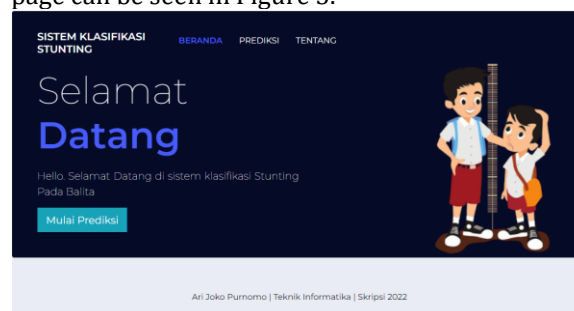 page can be seen in Figure 3.
SISTEM KLASIFIKASI
STUNTING
BERANDA PREDIKSI TENTANG
Selamat
Datang
Hello. Selamat Datang di sistem klasifikasi Stunting
Pada Balita
Mulai Prediksi
Ari Joko Purnomo | Teknik Informatika | Skripsi 2022